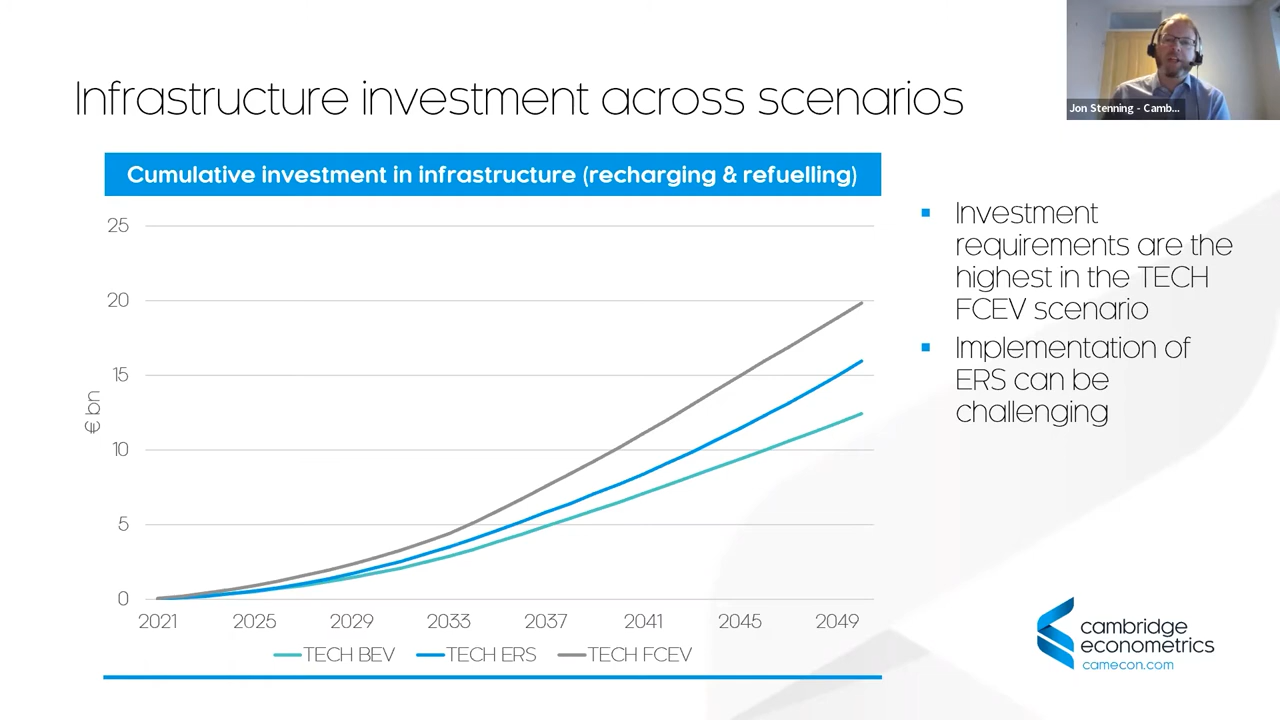 Infrastructure investment across scenarios
Jon Stenning - Camb...
Cumulative investment in infrastructure (recharging & refuelling)
25
20
15
10
5
0
€ bn
2021 2025 2029 2033 2037 2041 2045 2049
TECH BEV TECH ERS TECH FCEV
Investment
requirements are the
highest in the TECH
FCEV scenario
Implementation of
ERS can be
challenging
cambridge
econometrics
camecon.com